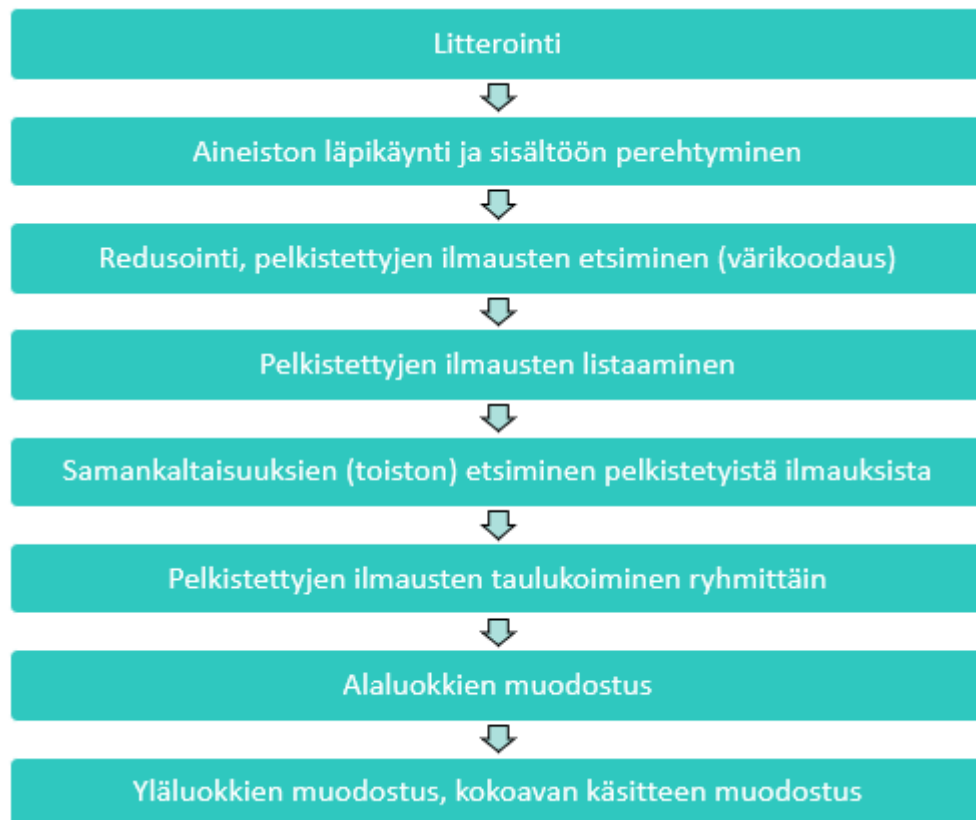 Litterointi
Aineiston läpikäynti ja sisältöön perehtyminen
Redusointi, pelkistettyjen ilmausten etsiminen (värikoodaus)
Pelkistettyjen ilmausten listaaminen
Samankaltaisuuksien (toiston) etsiminen pelkistetyistä ilmauksista
Pelkistettyjen ilmausten taulukoiminen ryhmittäin
Alaluokkien muodostus
Yläluokkien muodostus, kokoavan käsitteen muodostus